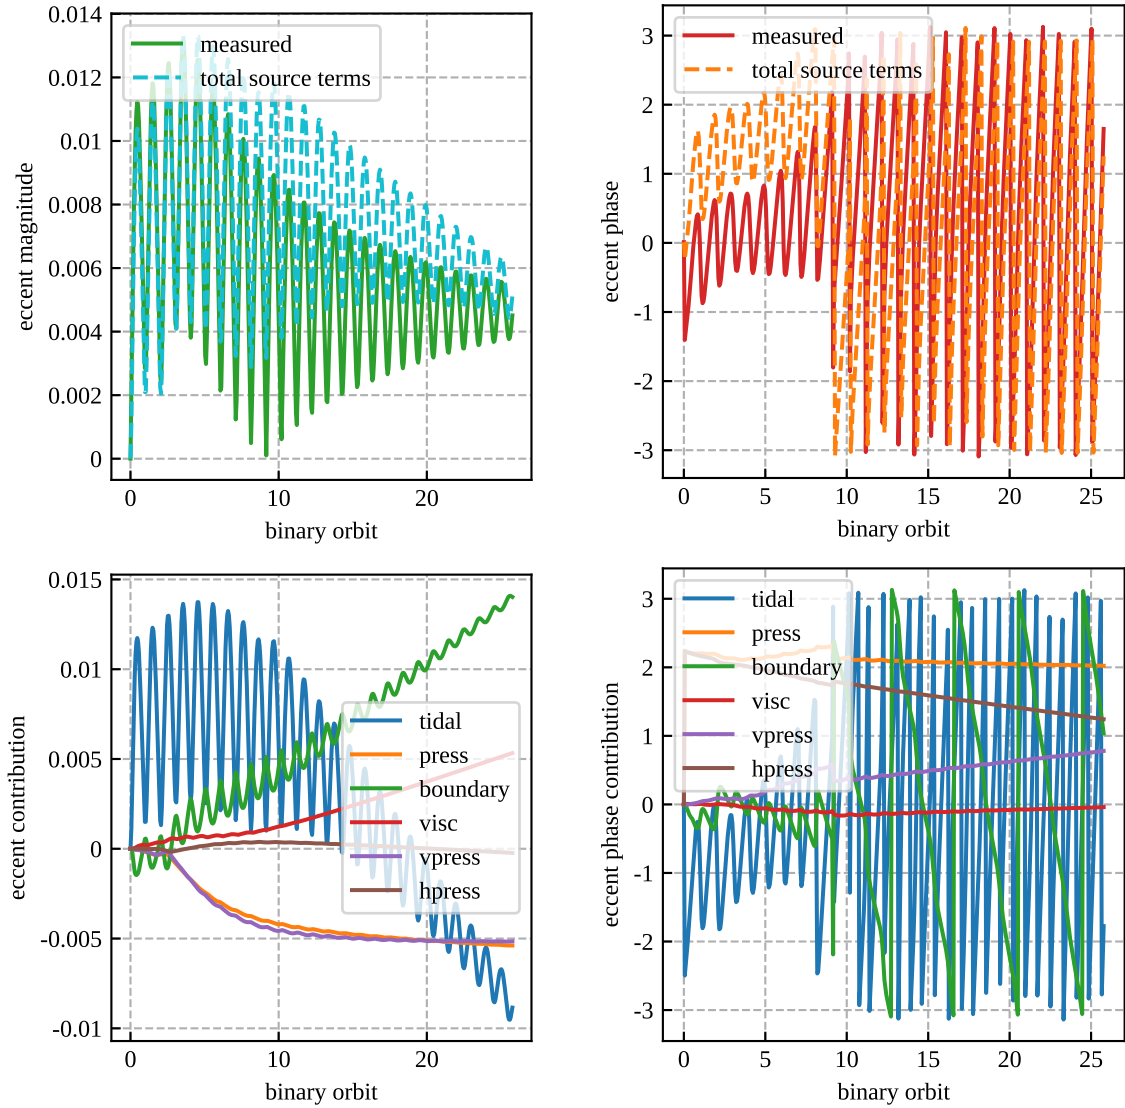 eccent magnitude
0.014
0.012
0.01
0.008
0.006
0.004
0.002
0
measured
total source terms
0
10
20
binary orbit
eccent phase
3
2
1
0
-1
-2
-3
measured
total source terms
0
5
10
15
20
25
binary orbit
eccent contribution
0.015
0.01
0.005
0
-0.005
-0.01
tidal
press
boundary
visc
vpress
hpress
0
10
20
binary orbit
eccent phase contribution
3
2
1
0
-1
-2
-3
tidal
press
boundary
visc
vpress
hpress
0
5
10
15
20
25
binary orbit